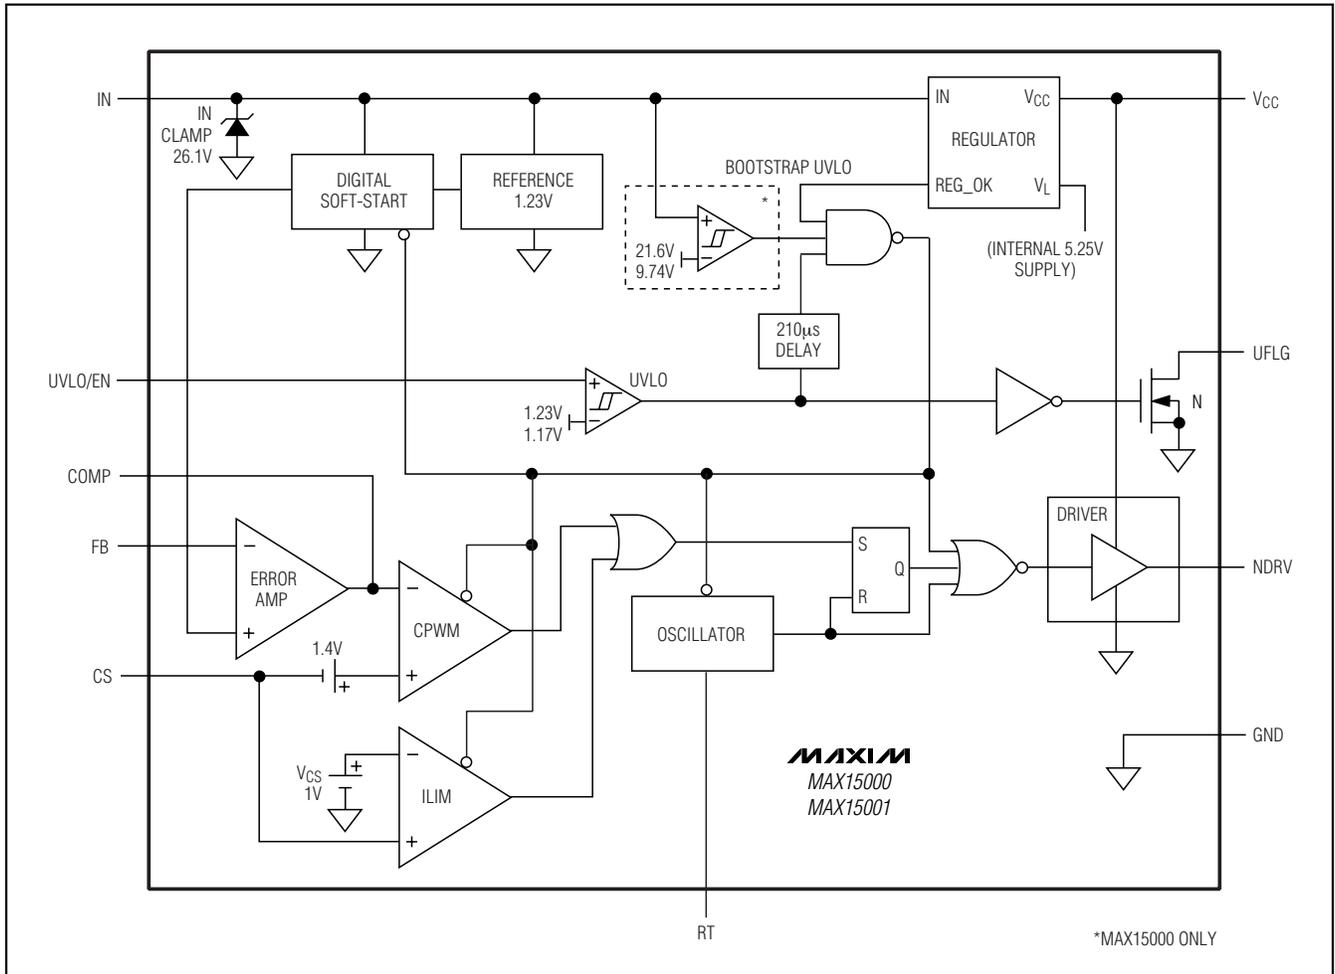 IN
IN
CLAMP
26.1V
DIGITAL
SOFT-START
REFERENCE
1.23V
BOOTSTRAP UVLO
*
+
−
21.6V
9.74V
IN
VCC
REGULATOR
REG_OK
VL
VCC
(INTERNAL 5.25V
SUPPLY)
210µs
DELAY
UVLO/EN
+
−
UVLO
1.23V
1.17V
UFLG
N
COMP
FB
−
ERROR
AMP
+
−
CPWM
+
1.4V
+
CS
VCS
1V
+
−
ILIM
+
OSCILLATOR
S
Q
R
DRIVER
NDRV
GND
MAXIM
MAX15000
MAX15001
RT
*MAX15000 ONLY